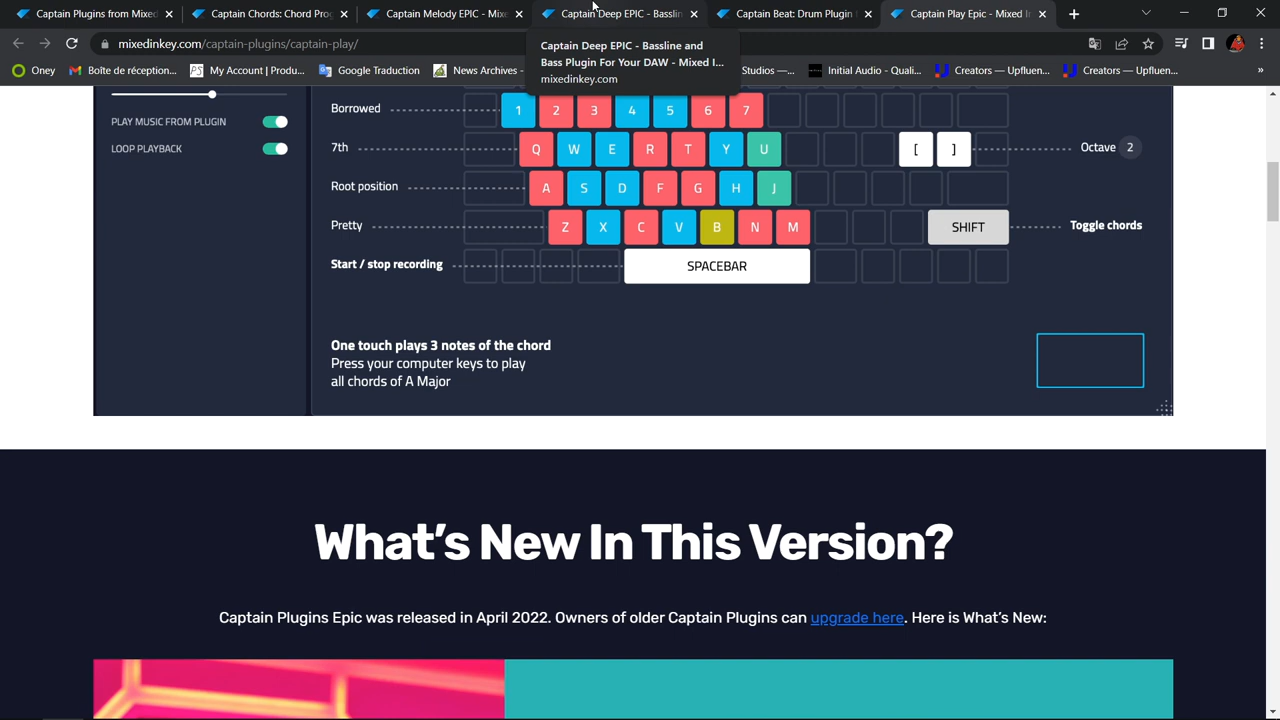 Captain Plugins from Mixed
Captain Chords: Chord Prog
Captain Melody EPIC - Mixe
Captain Deep EPIC - Basslin
Captain Beat: Drum Plugin
Captain Play Epic - Mixed I
mixedinkey.com/captain-plugins/captain-play/
Captain Deep EPIC - Bassline and
Bass Plugin For Your DAW - Mixed I...
mixedinkey.com
Oney
Boîte de réception...
My Account | Produ...
Google Traduction
News Archives -
Studios —...
Initial Audio - Quali...
Creators — Upfluen...
Creators — Upfluen...
»
Borrowed 1 2 3 4 5 6 7
PLAY MUSIC FROM PLUGIN
LOOP PLAYBACK
7th Q W E R T Y U [ ] Octave 2
Root position A S D F G H J
Pretty Z X C V B N M SHIFT Toggle chords
Start / stop recording SPACEBAR
One touch plays 3 notes of the chord
Press your computer keys to play
all chords of A Major
What's New In This Version?
Captain Plugins Epic was released in April 2022. Owners of older Captain Plugins can upgrade here. Here is What's New: